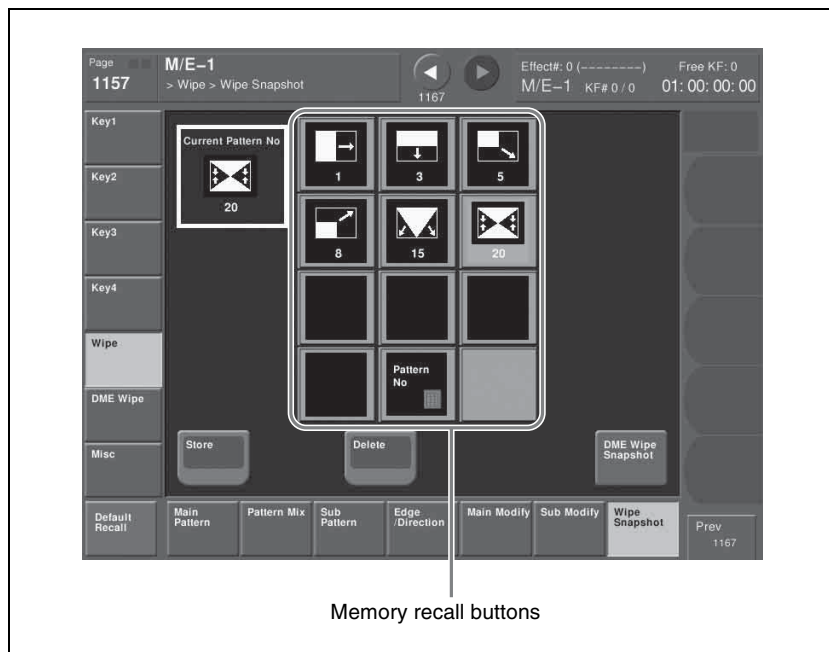 Page
1157
M/E–1
> Wipe > Wipe Snapshot
1167
Effect#: 0 (--------)
Free KF: 0
M/E–1 KF# 0 / 0
01: 00: 00: 00
Key1
Key2
Key3
Key4
Wipe
DME Wipe
Misc
Default
Recall
Current Pattern No
20
1
3
5
8
15
20
Pattern
No
Store
Delete
DME Wipe
Snapshot
Main
Pattern
Pattern Mix
Sub
Pattern
Edge
/Direction
Main Modify
Sub Modify
Wipe
Snapshot
Prev
1167
Memory recall buttons